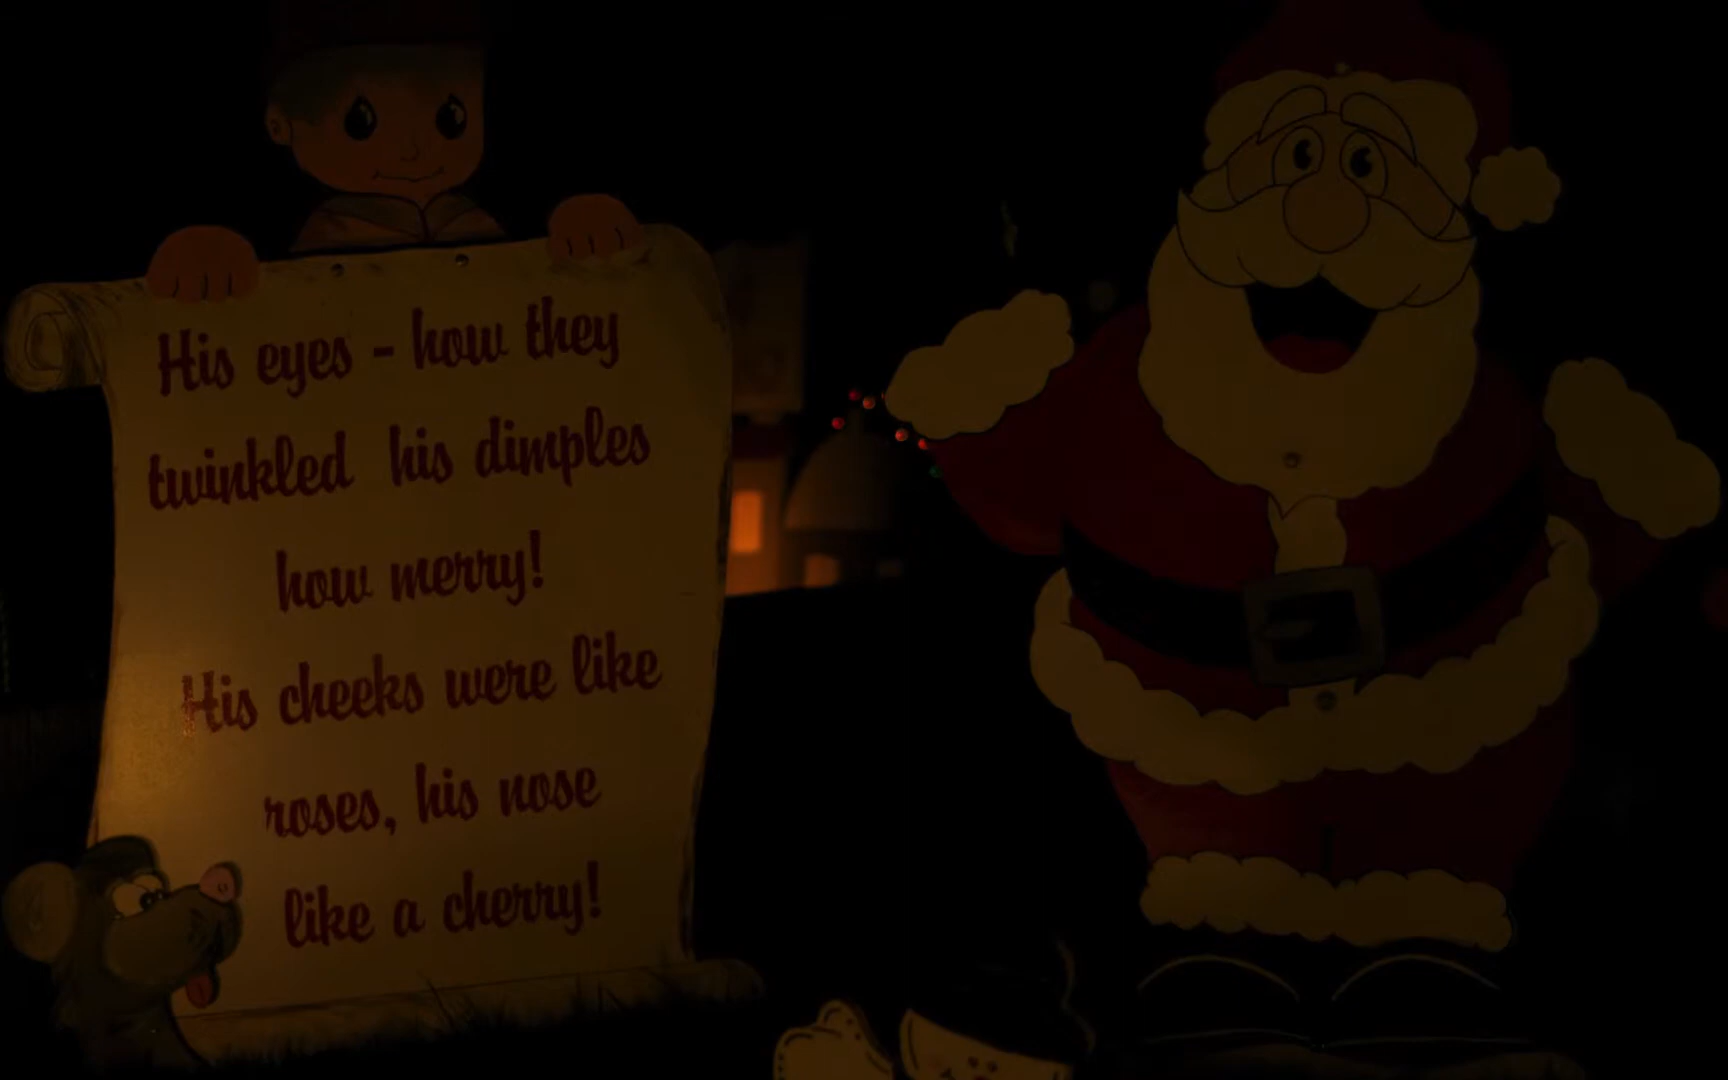 His eyes - how they
twinkled his dimples
how merry!
His cheeks were like
roses, his nose
like a cherry!